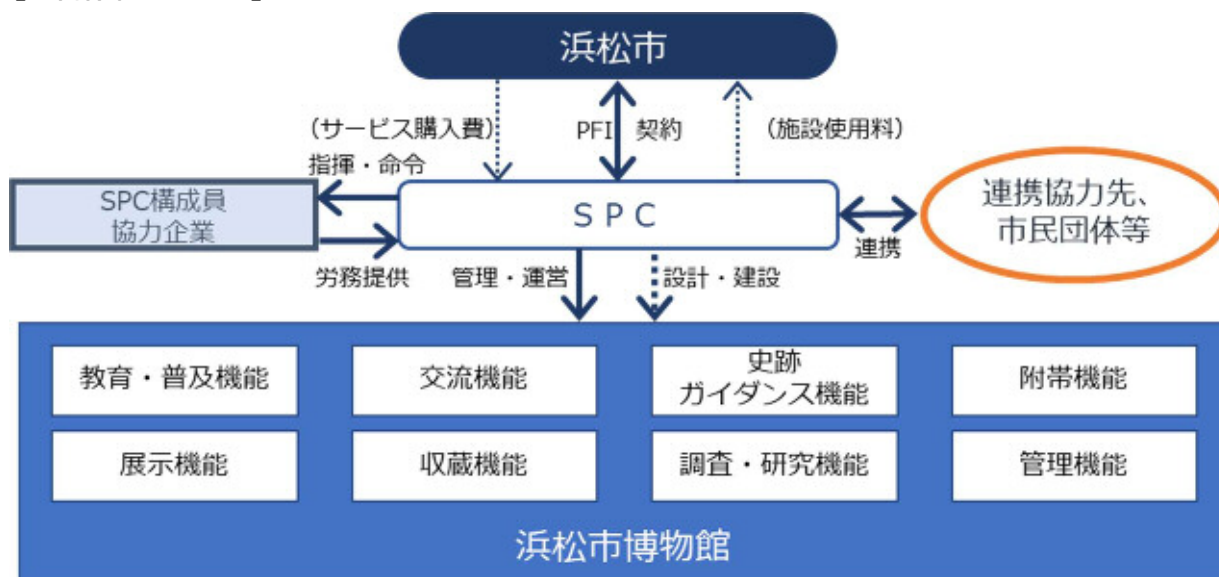 浜松市
(サービス購入費)
PFI 契約
(施設使用料)
指揮・命令
SPC構成員
協力企業
SPC
連携協力先、
市民団体等
連携
労務提供
管理・運営
設計・建設
教育・普及機能
交流機能
史跡
ガイダンス機能
附帯機能
展示機能
収蔵機能
調査・研究機能
管理機能
浜松市博物館